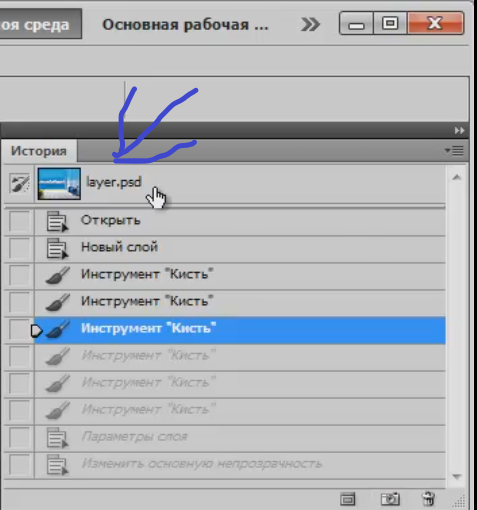 оя среда Основная рабочая ...
История
layer.psd
Открыть
Новый слой
Инструмент "Кисть"
Инструмент "Кисть"
Инструмент "Кисть"
Инструмент "Кисть"
Инструмент "Кисть"
Инструмент "Кисть"
Параметры слоя
Изменить основную непрозрачность